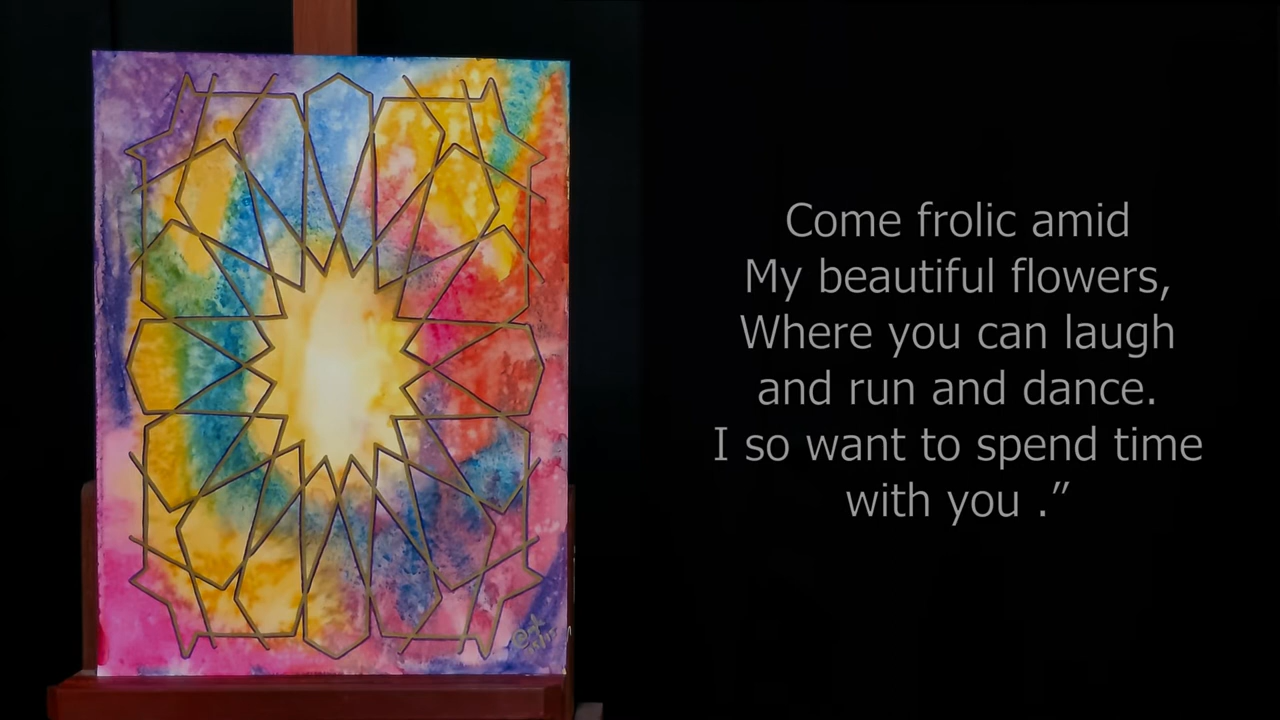 Come frolic amid
My beautiful flowers,
Where you can laugh
and run and dance.
I so want to spend time
with you .”